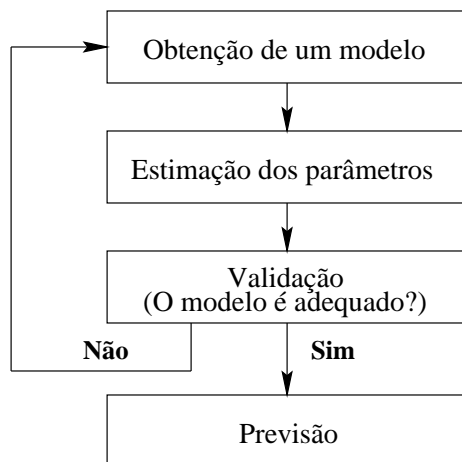 Obtenção de um modelo
Estimação dos parâmetros
Validação
(O modelo é adequado?)
Não
Sim
Previsão